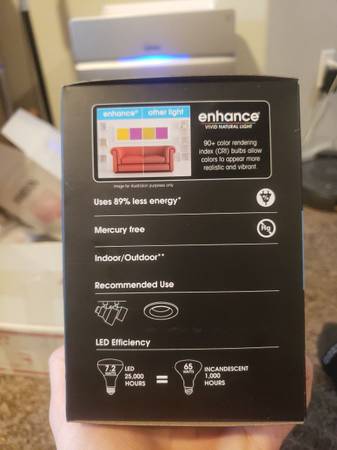 enhance® other light
enhance®
VIVID NATURAL LIGHT
90+ color rendering
index (CRI) bulbs allow
colors to appear more
realistic and vibrant.
Image for illustration purposes only
Uses 89% less energy*
Mercury free
Hg
Indoor/Outdoor**
Recommended Use
LED Efficiency
7.2
WATTS
LED
25,000
HOURS
=
65
WATTS
INCANDESCENT
1,000
HOURS